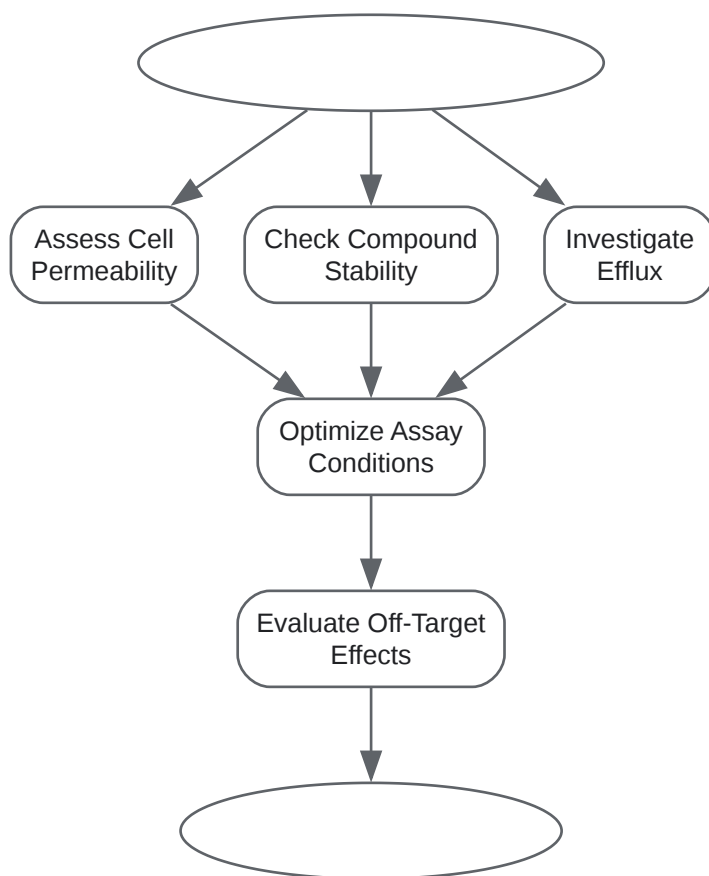 Assess Cell
Permeability
Check Compound
Stability
Investigate
Efflux
Optimize Assay
Conditions
Evaluate Off-Target
Effects